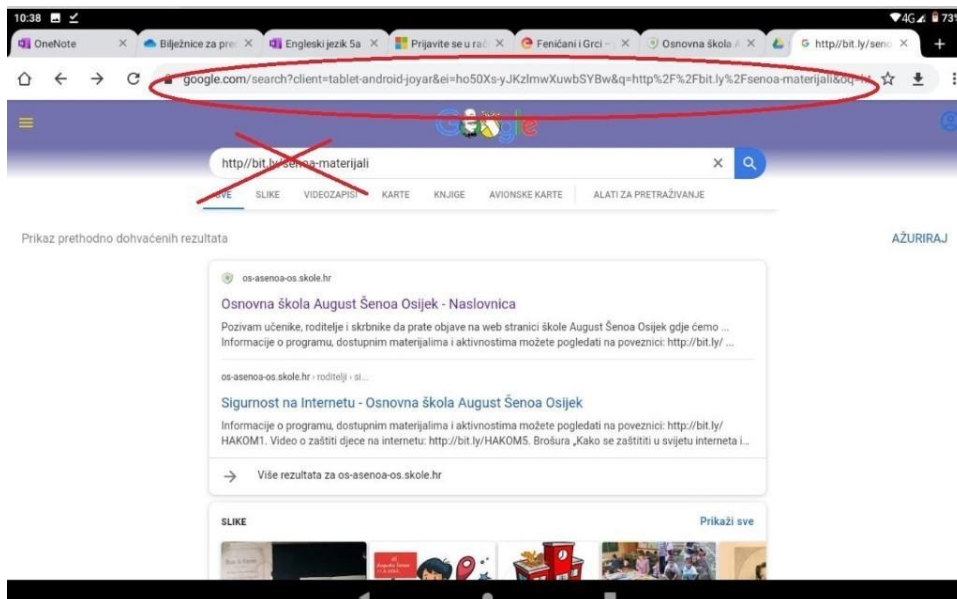 10:38
4G 73%
OneNote
Bilježnice za pred
Engleski jezik 5a
Prijavite se u rač
Feničani i Grci –
Osnovna škola A
http//bit.ly/seno
google.com/search?client=tablet-android-joyar&ei=ho50Xs-yJKzlmwXuwbSYBw&q=http%2F%2Fbit.ly%2Fsenoa-materijali&oq=ht
Google
http//bit.ly/senoa-materijali
SVE SLIKE VIDEOZAPISI KARTE KNJIGE AVIONSKE KARTE ALATI ZA PRETRAŽIVANJE
Prikaz prethodno dohvaćenih rezultata
AŽURIRAJ
os-asenoa-os.skole.hr
Osnovna škola August Šenoa Osijek - Naslovnica
Pozivam učenike, roditelje i skrbnike da prate objave na web stranici škole August Šenoa Osijek gdje ćemo ...
Informacije o programu, dostupnim materijalima i aktivnostima možete pogledati na poveznici: http://bit.ly/ ...
os-asenoa-os.skole.hr › roditelji › si...
Sigurnost na Internetu - Osnovna škola August Šenoa Osijek
Informacije o programu, dostupnim materijalima i aktivnostima možete pogledati na poveznici: http://bit.ly/
HAKOM1. Video o zaštiti djece na internetu: http://bit.ly/HAKOM5. Brošura „Kako se zaštititi u svijetu interneta i...
Više rezultata za os-asenoa-os.skole.hr
SLIKE
Prikaži sve